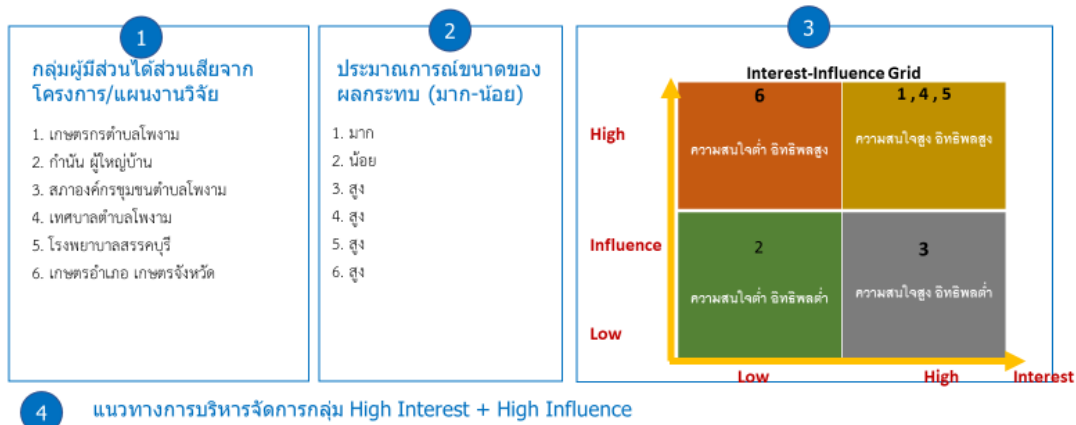 1
กลุ่มผู้มีส่วนได้ส่วนเสียจาก
โครงการ/แผนงานวิจัย
1. เกษตรกรตำบลโพงาม
2. กำนัน ผู้ใหญ่บ้าน
3. สภาองค์กรชุมชนตำบลโพงาม
4. เทศบาลตำบลโพงาม
5. โรงพยาบาลสรรคบุรี
6. เกษตรอำเภอ เกษตรจังหวัด
2
ประมาณการณ์ขนาดของ
ผลกระทบ (มาก-น้อย)
1. มาก
2. น้อย
3. สูง
4. สูง
5. สูง
6. สูง
3
Interest-Influence Grid
High
6
ความสนใจต่ำ อิทธิพลสูง
1 , 4 , 5
ความสนใจสูง อิทธิพลสูง
Influence
2
ความสนใจต่ำ อิทธิพลต่ำ
3
ความสนใจสูง อิทธิพลต่ำ
Low
Low
High
Interest
4
แนวทางการบริหารจัดการกลุ่ม High Interest + High Influence